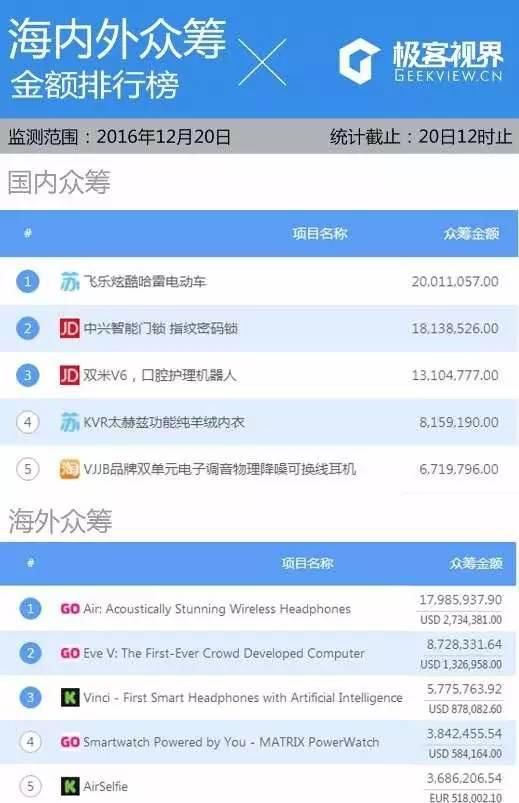 海内外众筹
金额排行榜
极客视界
GEEKVIEW.CN
监测范围：2016年12月20日 统计截止：20日12时止
国内众筹
# 项目名称 众筹金额
1 苏 飞乐炫酷哈雷电动车 20,011,057.00
2 JD 中兴智能门锁 指纹密码锁 18,138,526.00
3 JD 双米V6，口腔护理机器人 13,104,777.00
4 苏 KVR太赫兹功能纯羊绒内衣 8,159,190.00
5 淘 VJJB品牌双单元电子调音物理降噪可换线耳机 6,719,796.00
海外众筹
# 项目名称 众筹金额
1 GO Air: Acoustically Stunning Wireless Headphones 17,985,937.90
USD 2,734,381.00
2 GO Eve V: The First-Ever Crowd Developed Computer 8,728,331.64
USD 1,326,958.00
3 K Vinci - First Smart Headphones with Artificial Intelligence 5,775,763.92
USD 878,082.60
4 GO Smartwatch Powered by You - MATRIX PowerWatch 3,842,455.54
USD 584,164.00
5 K AirSelfie 3,686,206.54
EUR 518,002.10